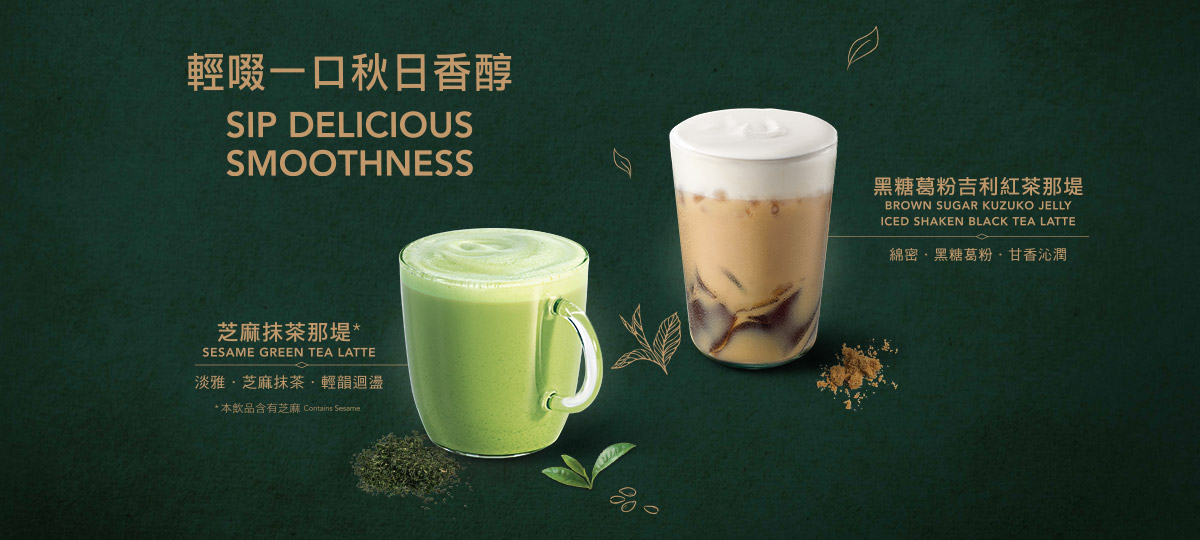 輕啜一口秋日香醇
SIP DELICIOUS
SMOOTHNESS
黑糖葛粉吉利紅茶那堤
BROWN SUGAR KUZUKO JELLY
ICED SHAKEN BLACK TEA LATTE
綿密．黑糖葛粉．甘香沁潤
芝麻抹茶那堤*
SESAME GREEN TEA LATTE
淡雅．芝麻抹茶．輕韻迴盪
*本飲品含有芝麻 Contains Sesame